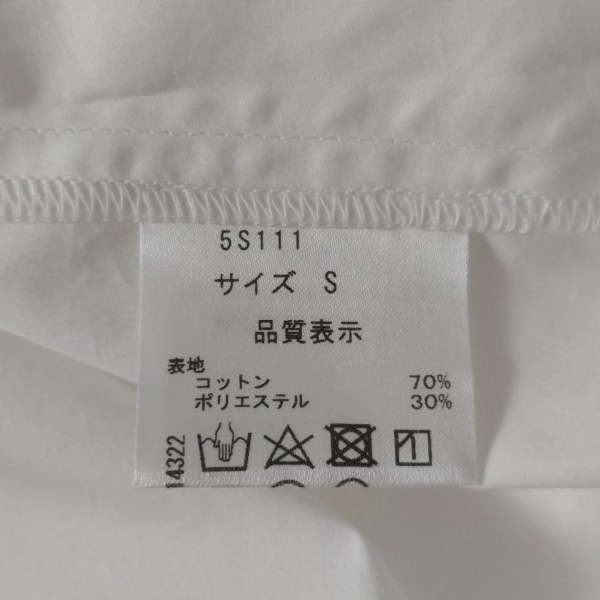 5S111
サイズ S
品質表示
表地
コットン 70%
ポリエステル 30%
14322